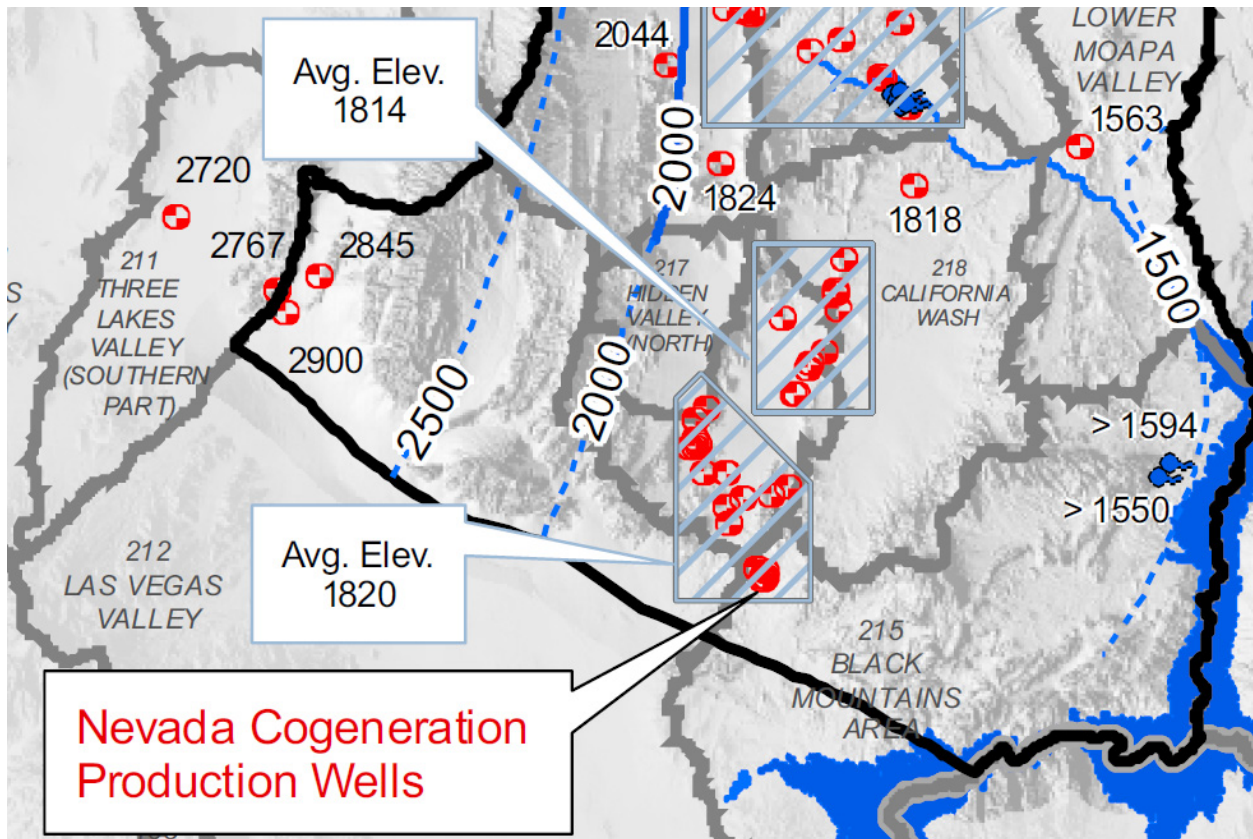 LOWER
MOAPA
VALLEY
2044
Avg. Elev.
1814
1563
2720
2000
1824
1818
2767
2845
1500
211
THREE
LAKES
VALLEY
(SOUTHERN
PART)
217
HIDDEN
VALLEY
(NORTH)
218
CALIFORNIA
WASH
2900
2500
2000
> 1594
> 1550
212
LAS VEGAS
VALLEY
Avg. Elev.
1820
215
BLACK
MOUNTAINS
AREA
Nevada Cogeneration
Production Wells